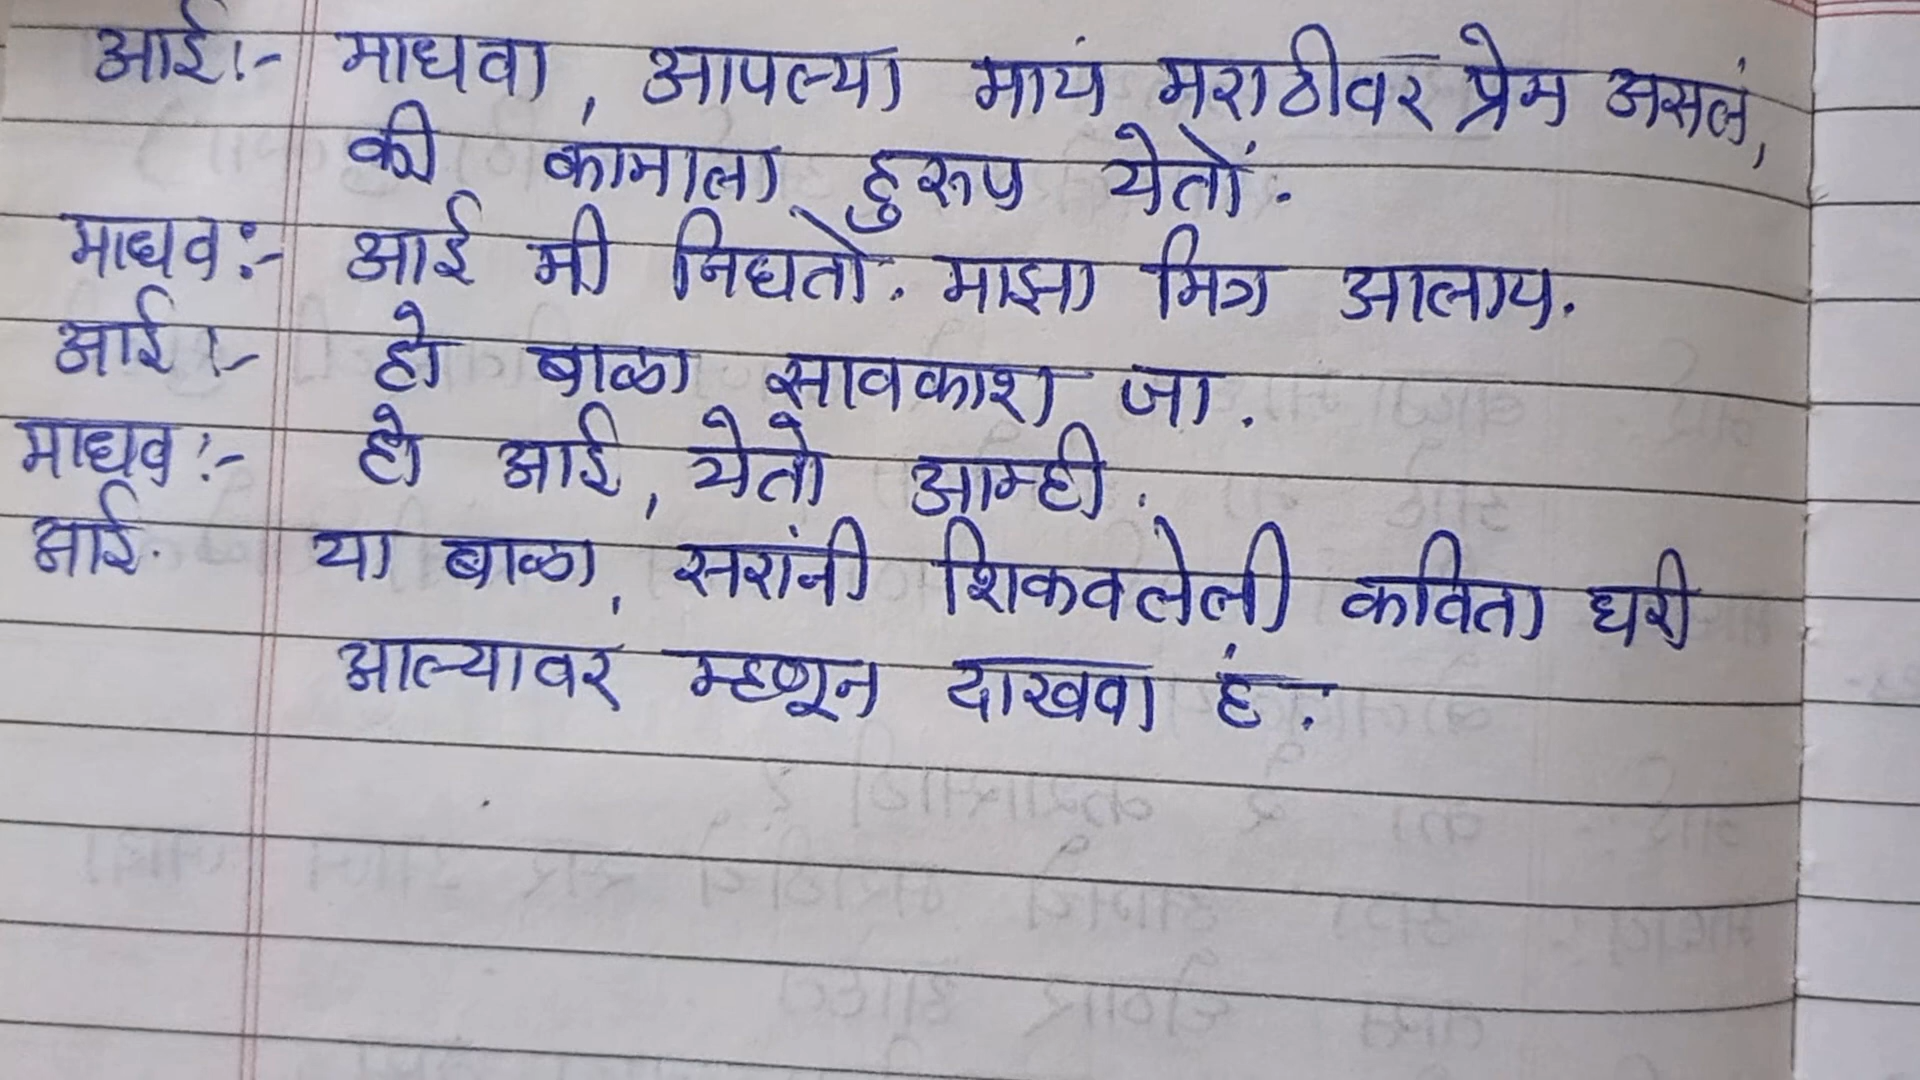 आई:- माधवा, आपल्या मायं मराठीवर प्रेम असलं,
की कामाला हुरूप येतों.
माधव:- आई मी निघतो. माझा मित्र आलाय.
आई:- हो बाळा सावकाश जा.
माधव:- हो आई, येतो आम्ही.
आई. या बाळा, सरांनी शिकवलेली कविता घरी
आल्यावर म्हणून दाखवा हं.